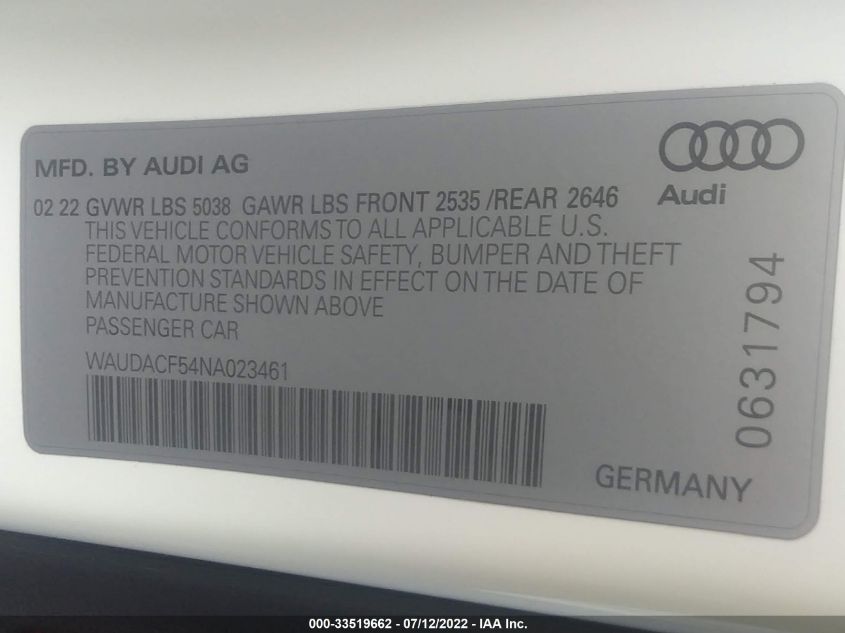 MFD. BY AUDI AG
Audi
02 22 GVWR LBS 5038 GAWR LBS FRONT 2535 /REAR 2646
THIS VEHICLE CONFORMS TO ALL APPLICABLE U.S.
FEDERAL MOTOR VEHICLE SAFETY, BUMPER AND THEFT
PREVENTION STANDARDS IN EFFECT ON THE DATE OF
MANUFACTURE SHOWN ABOVE
PASSENGER CAR
WAUDACF54NA023461
0631794
GERMANY
000-33519662 - 07/12/2022 - IAA Inc.